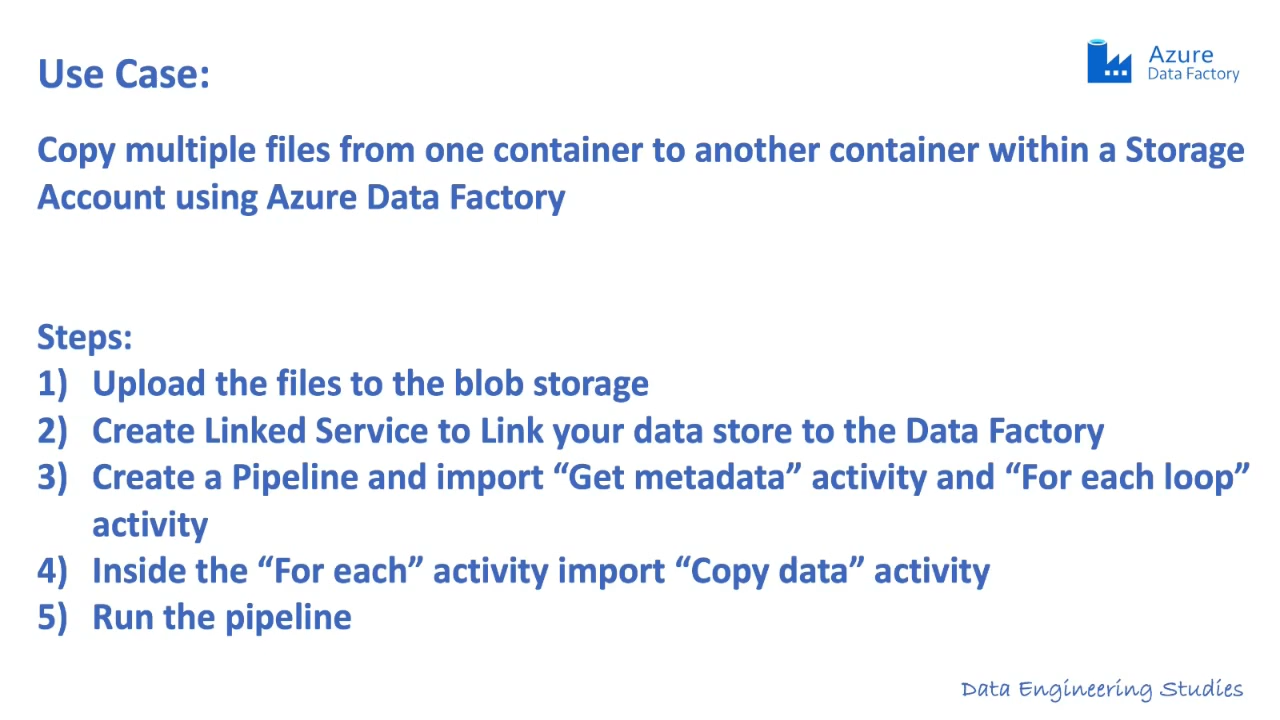 Use Case:
Azure
Data Factory
Copy multiple files from one container to another container within a Storage
Account using Azure Data Factory
Steps:
1) Upload the files to the blob storage
2) Create Linked Service to Link your data store to the Data Factory
3) Create a Pipeline and import “Get metadata” activity and “For each loop”
activity
4) Inside the “For each” activity import “Copy data” activity
5) Run the pipeline
Data Engineering Studies